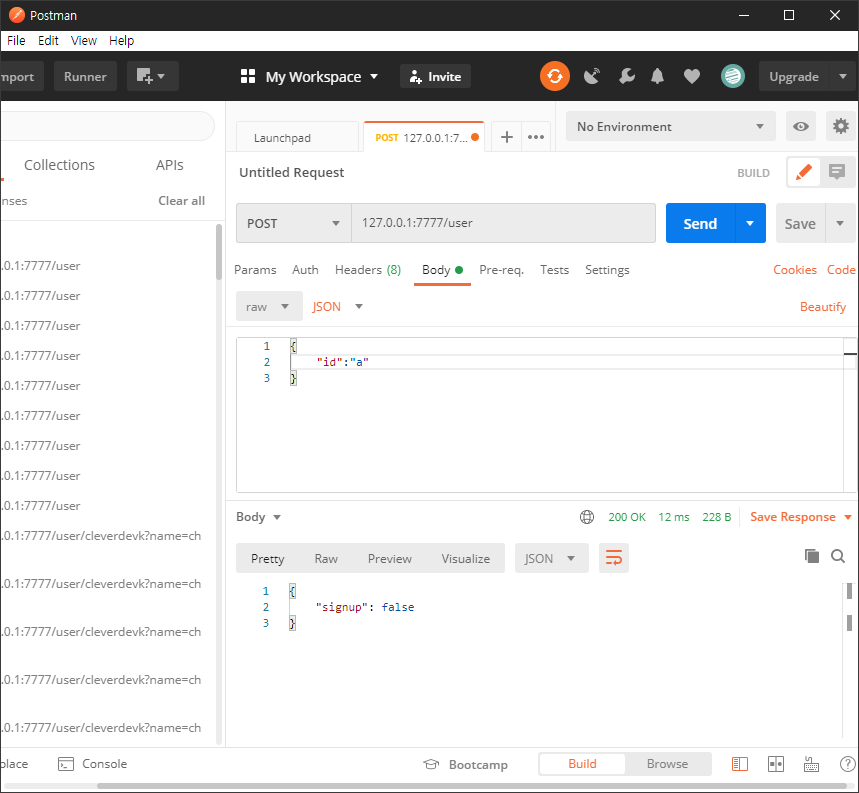 Postman
File Edit View Help
mport Runner My Workspace Invite Upgrade
Launchpad POST 127.0.0.1:7... + ••• No Environment
Collections APIs
Untitled Request BUILD
nses Clear all
POST 127.0.0.1:7777/user Send Save
.0.1:7777/user
.0.1:7777/user
.0.1:7777/user
.0.1:7777/user
.0.1:7777/user
.0.1:7777/user
.0.1:7777/user
.0.1:7777/user
.0.1:7777/user
.0.1:7777/user/cleverdevk?name=ch
.0.1:7777/user/cleverdevk?name=ch
.0.1:7777/user/cleverdevk?name=ch
.0.1:7777/user/cleverdevk?name=ch
.0.1:7777/user/cleverdevk?name=ch
Params Auth Headers (8) Body Pre-req. Tests Settings Cookies Code
raw JSON Beautify
1 {
2 "id":"a"
3 }
Body 200 OK 12 ms 228 B Save Response
Pretty Raw Preview Visualize JSON
1 {
2 "signup": false
3 }
place Console Bootcamp Build Browse